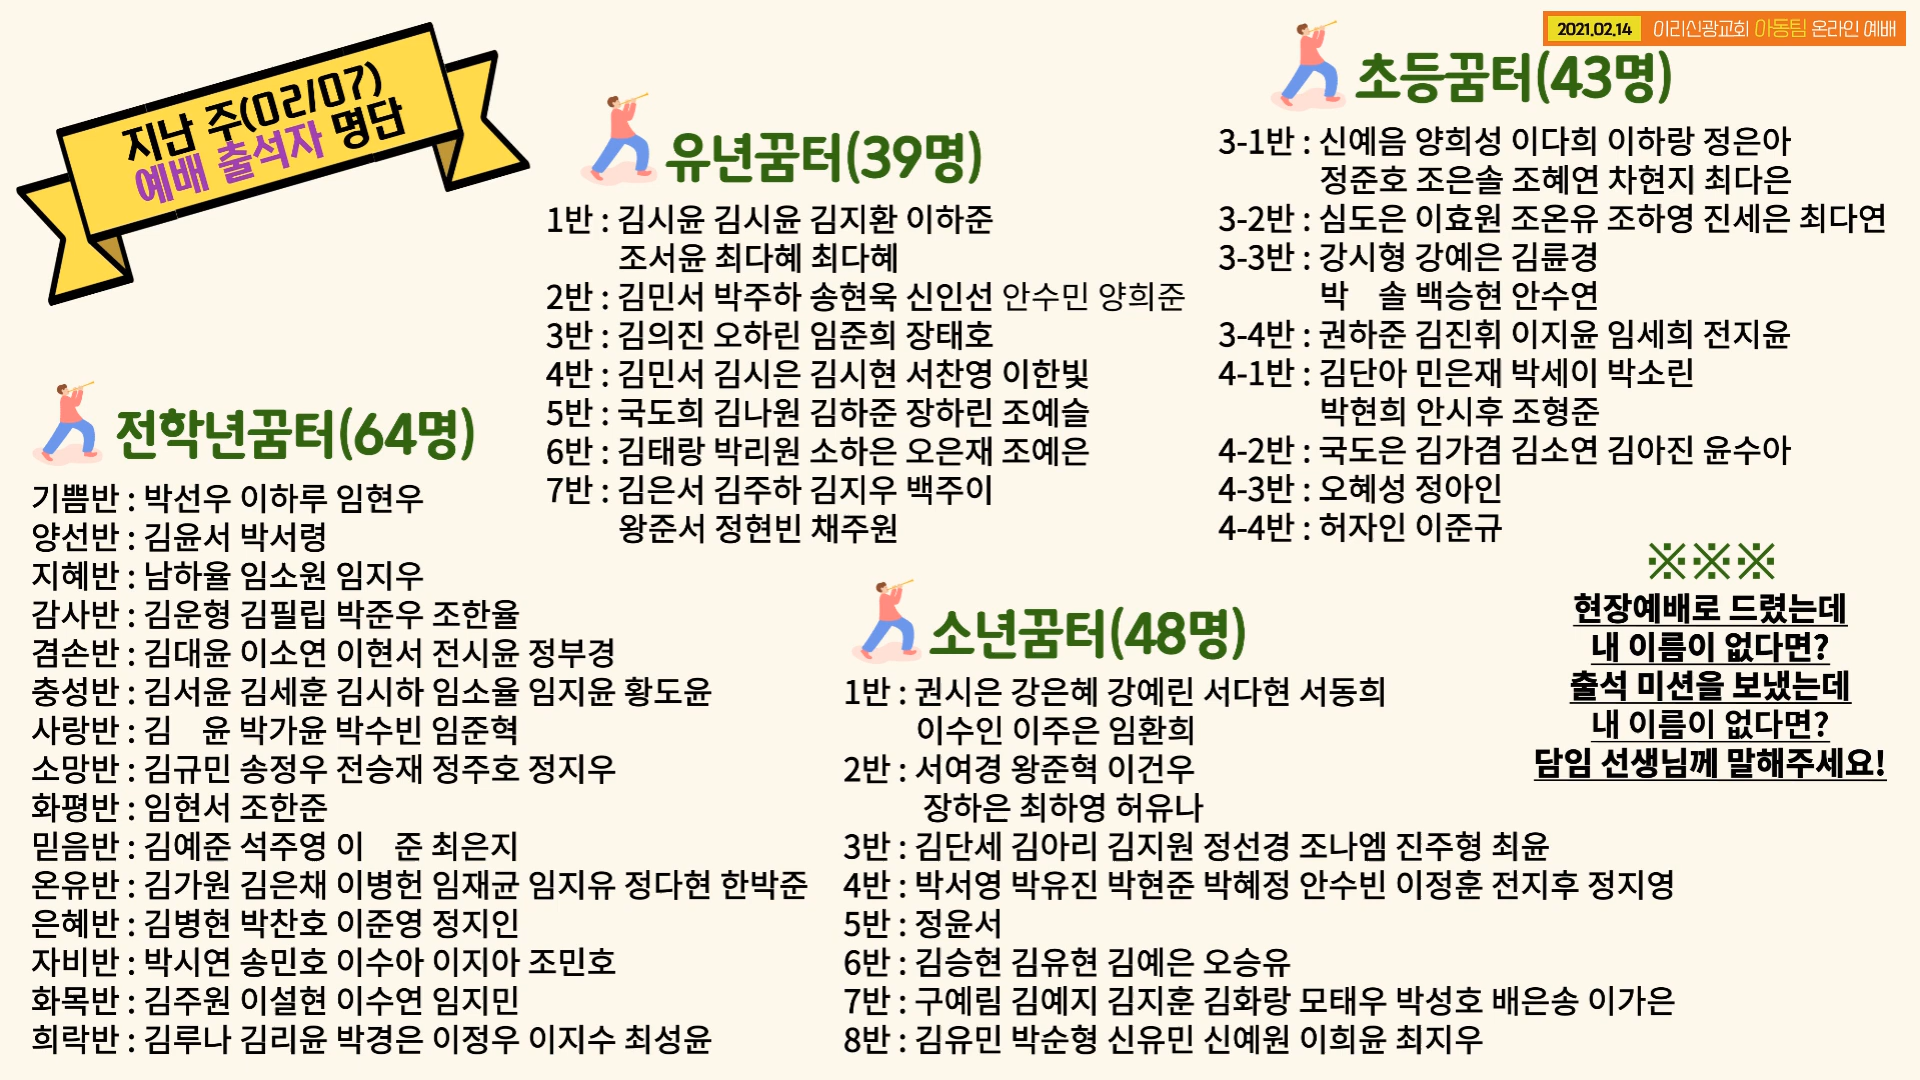 2021.02.14 이리신광교회 아동팀 온라인 예배
지난 주(02/07)
예배 출석자 명단
전학년꿈터(64명)
기쁨반 : 박선우 이하루 임현우
양선반 : 김윤서 박서령
지혜반 : 남하율 임소원 임지우
감사반 : 김운형 김필립 박준우 조한율
겸손반 : 김대윤 이소연 이현서 전시윤 정부경
충성반 : 김서윤 김세훈 김시하 임소율 임지윤 황도윤
사랑반 : 김 윤 박가윤 박수빈 임준혁
소망반 : 김규민 송정우 전승재 정주호 정지우
화평반 : 임현서 조한준
믿음반 : 김예준 석주영 이 준 최은지
온유반 : 김가원 김은채 이병헌 임재균 임지유 정다현 한박준
은혜반 : 김병현 박찬호 이준영 정지인
자비반 : 박시연 송민호 이수아 이지아 조민호
화목반 : 김주원 이설현 이수연 임지민
희락반 : 김루나 김리윤 박경은 이정우 이지수 최성윤
유년꿈터(39명)
1반 : 김시윤 김시윤 김지환 이하준
조서윤 최다혜 최다혜
2반 : 김민서 박주하 송현욱 신인선 안수민 양희준
3반 : 김의진 오하린 임준희 장태호
4반 : 김민서 김시은 김시현 서찬영 이한빛
5반 : 국도희 김나원 김하준 장하린 조예슬
6반 : 김태랑 박리원 소하은 오은재 조예은
7반 : 김은서 김주하 김지우 백주이
왕준서 정현빈 채주원
초등꿈터(43명)
3-1반 : 신예음 양희성 이다희 이하랑 정은아
정준호 조은솔 조혜연 차현지 최다은
3-2반 : 심도은 이효원 조온유 조하영 진세은 최다연
3-3반 : 강시형 강예은 김륜경
박 솔 백승현 안수연
3-4반 : 권하준 김진휘 이지윤 임세희 전지윤
4-1반 : 김단아 민은재 박세이 박소린
박현희 안시후 조형준
4-2반 : 국도은 김가겸 김소연 김아진 윤수아
4-3반 : 오혜성 정아인
4-4반 : 허자인 이준규
소년꿈터(48명)
1반 : 권시은 강은혜 강예린 서다현 서동희
이수인 이주은 임환희
2반 : 서여경 왕준혁 이건우
장하은 최하영 허유나
3반 : 김단세 김아리 김지원 정선경 조나엠 진주형 최윤
4반 : 박서영 박유진 박현준 박혜정 안수빈 이정훈 전지후 정지영
5반 : 정윤서
6반 : 김승현 김유현 김예은 오승유
7반 : 구예림 김예지 김지훈 김화랑 모태우 박성호 배은송 이가은
8반 : 김유민 박순형 신유민 신예원 이희윤 최지우
※※※
현장예배로 드렸는데
내 이름이 없다면?
출석 미션을 보냈는데
내 이름이 없다면?
담임 선생님께 말해주세요!